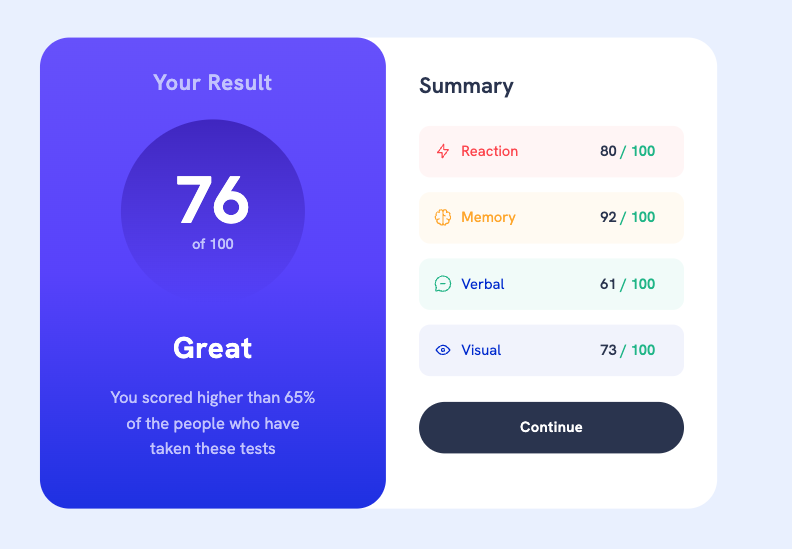 Your Result
76
of 100
Great
You scored higher than 65%
of the people who have
taken these tests
Summary
Reaction 80 / 100
Memory 92 / 100
Verbal 61 / 100
Visual 73 / 100
Continue